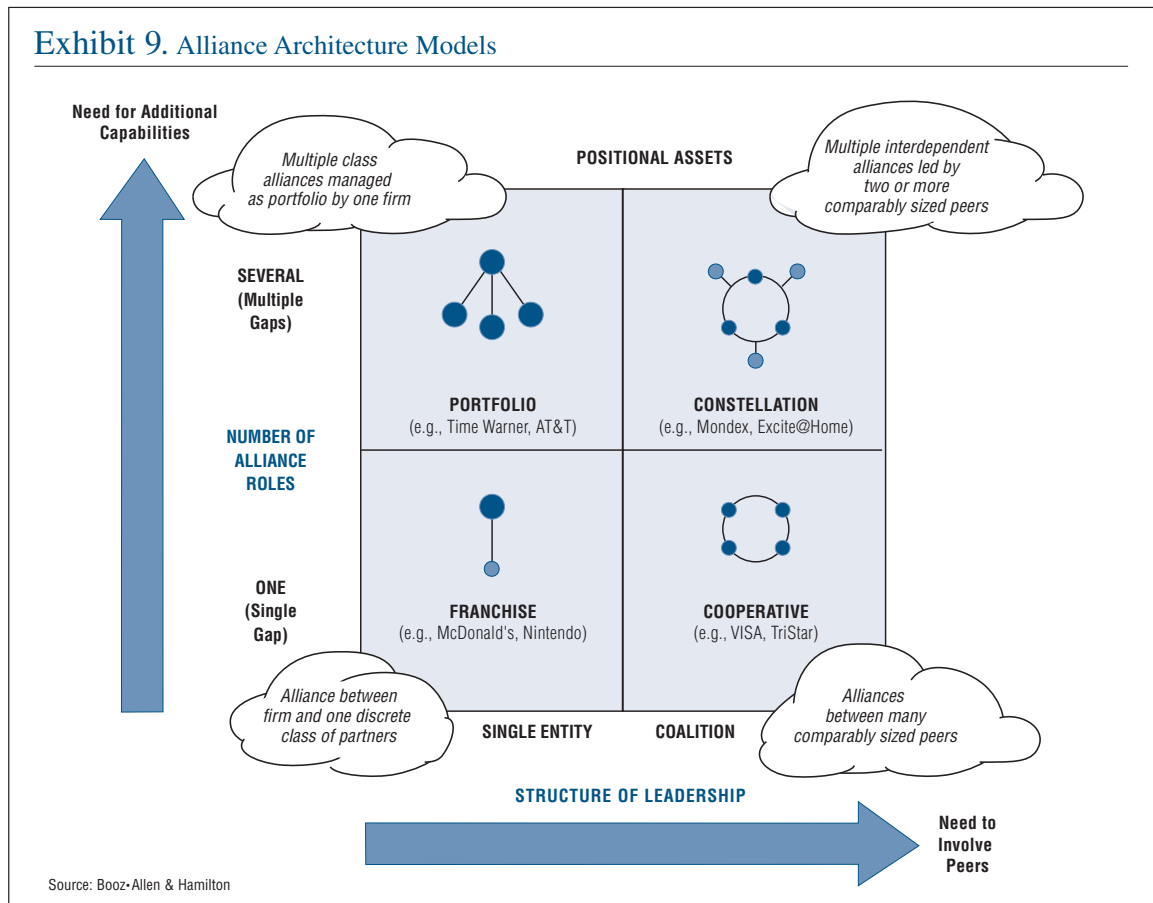 Exhibit 9. Alliance Architecture Models
Need for Additional
Capabilities
Multiple class
alliances managed
as portfolio by one firm
POSITIONAL ASSETS
Multiple interdependent
alliances led by
two or more
comparably sized peers
SEVERAL
(Multiple
Gaps)
PORTFOLIO
(e.g., Time Warner, AT&T)
CONSTELLATION
(e.g., Mondex, Excite@Home)
NUMBER OF
ALLIANCE
ROLES
ONE
(Single
Gap)
FRANCHISE
(e.g., McDonald's, Nintendo)
COOPERATIVE
(e.g., VISA, TriStar)
Alliance between
firm and one discrete
class of partners
SINGLE ENTITY
COALITION
Alliances
between many
comparably sized peers
STRUCTURE OF LEADERSHIP
Need to
Involve
Peers
Source: Booz•Allen & Hamilton